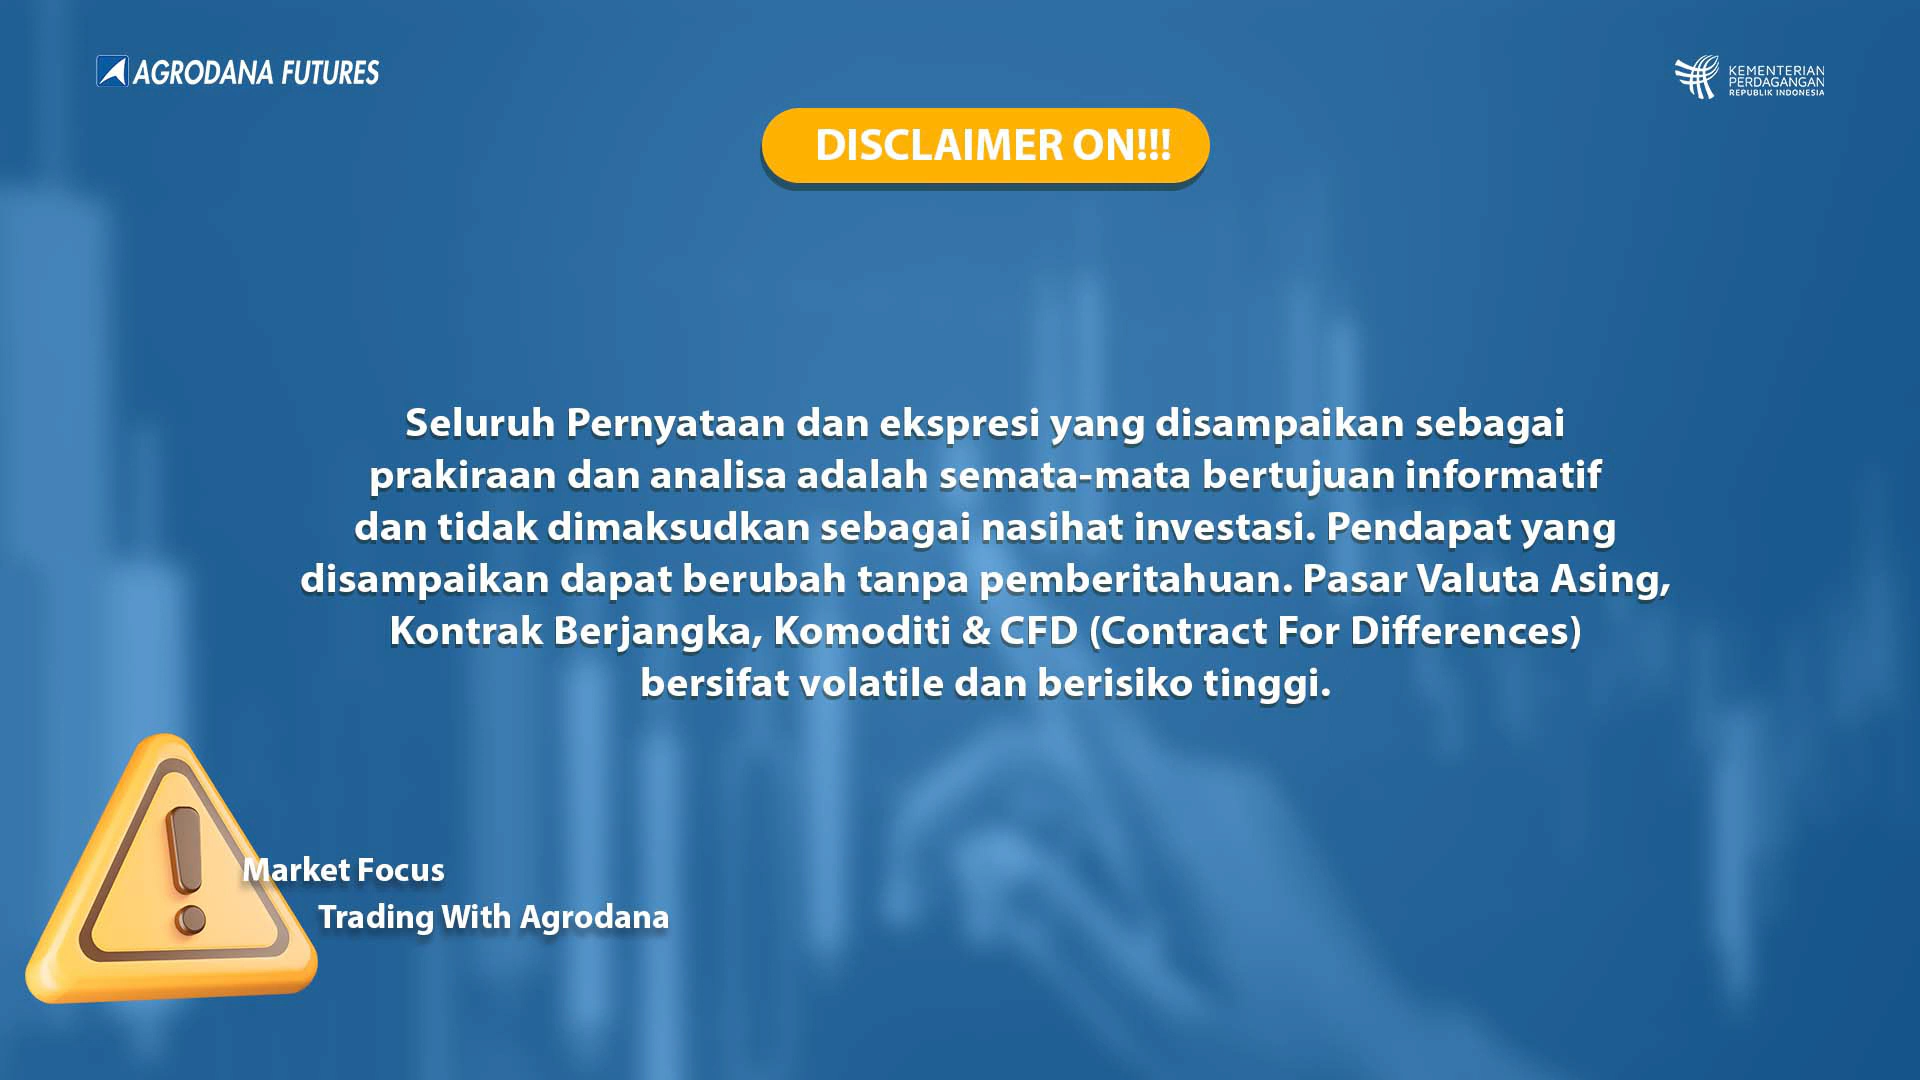 AGRODANA FUTURES
KEMENTERIAN
PERDAGANGAN
REPUBLIK INDONESIA
DISCLAIMER ON!!!
Seluruh Pernyataan dan ekspresi yang disampaikan sebagai
prakiraan dan analisa adalah semata-mata bertujuan informatif
dan tidak dimaksudkan sebagai nasihat investasi. Pendapat yang
disampaikan dapat berubah tanpa pemberitahuan. Pasar Valuta Asing,
Kontrak Berjangka, Komoditi & CFD (Contract For Differences)
bersifat volatile dan berisiko tinggi.
Market Focus
Trading With Agrodana